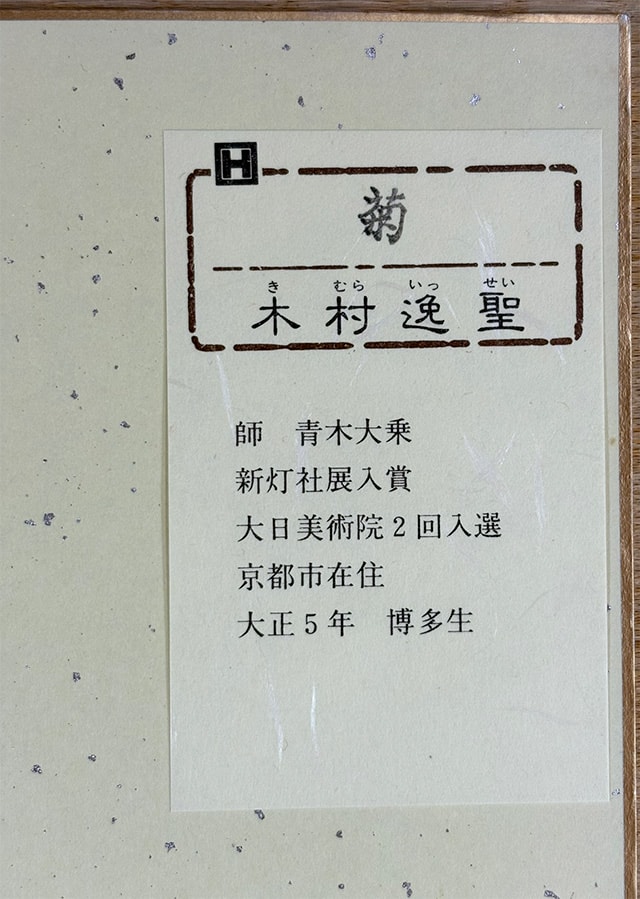 H
菊
き むら いっ せい
木村逸聖
師 青木大乗
新灯社展入賞
大日美術院2回入選
京都市在住
大正5年 博多生